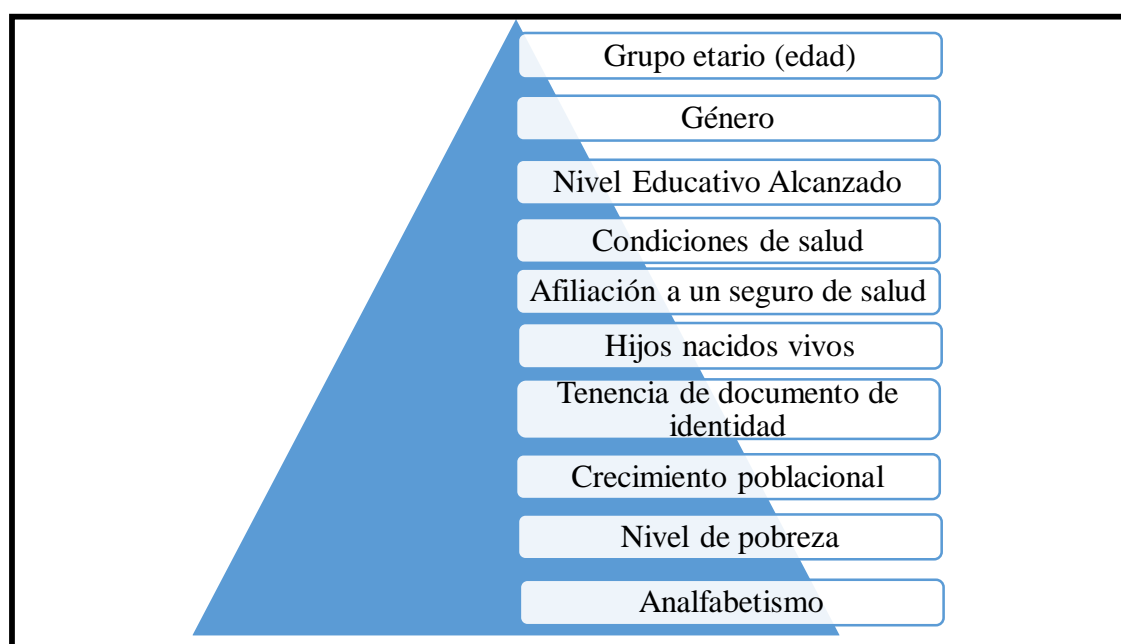 Grupo etario (edad)
Género
Nivel Educativo Alcanzado
Condiciones de salud
Afiliación a un seguro de salud
Hijos nacidos vivos
Tenencia de documento de
identidad
Crecimiento poblacional
Nivel de pobreza
Analfabetismo